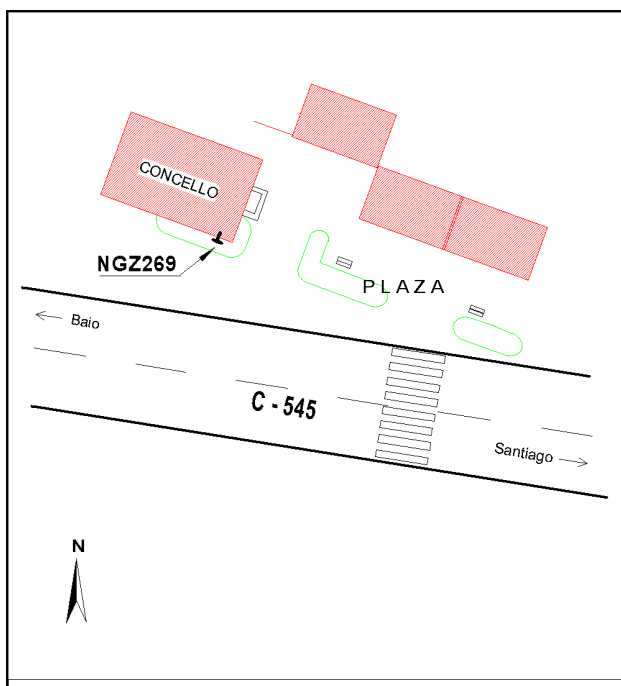 CONCELLO
NGZ269
PLAZA
Baio
C - 545
Santiago
N